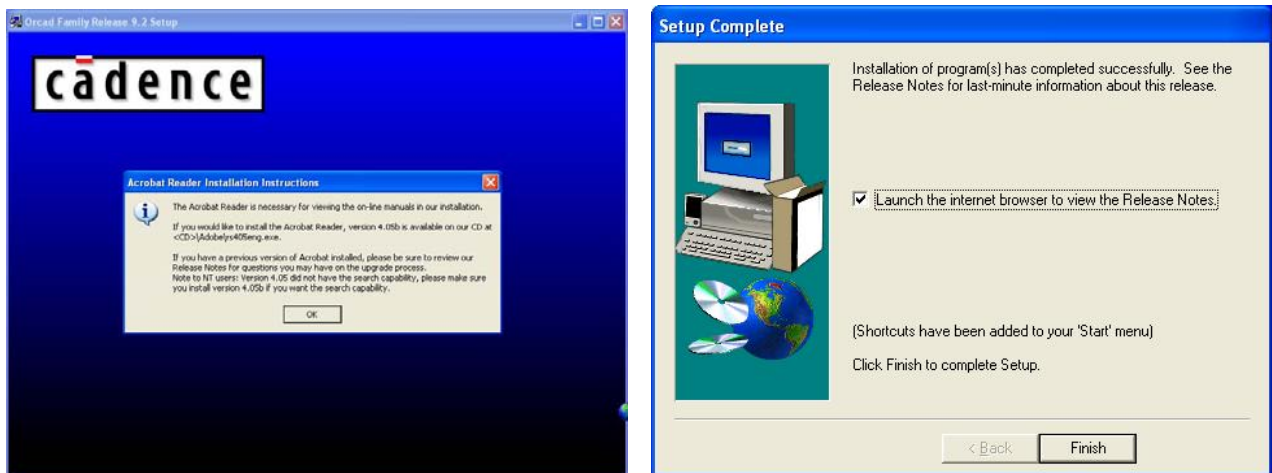 Orcad Family Release 9.2 Setup
cādence
Acrobat Reader Installation Instructions
The Acrobat Reader is necessary for viewing the on-line manuals in our installation.
If you would like to install the Acrobat Reader, version 4.05b is available on our CD at
<CD>\Adobe\rs405eng.exe.
If you have a previous version of Acrobat installed, please be sure to review our
Release Notes for questions you may have on the upgrade process.
Note to NT users: Version 4.05 did not have the search capability, please make sure
you install version 4.05b if you want the search capability.
OK
Setup Complete
Installation of program(s) has completed successfully. See the
Release Notes for last-minute information about this release.
Launch the internet browser to view the Release Notes.
(Shortcuts have been added to your 'Start' menu)
Click Finish to complete Setup.
< Back
Finish